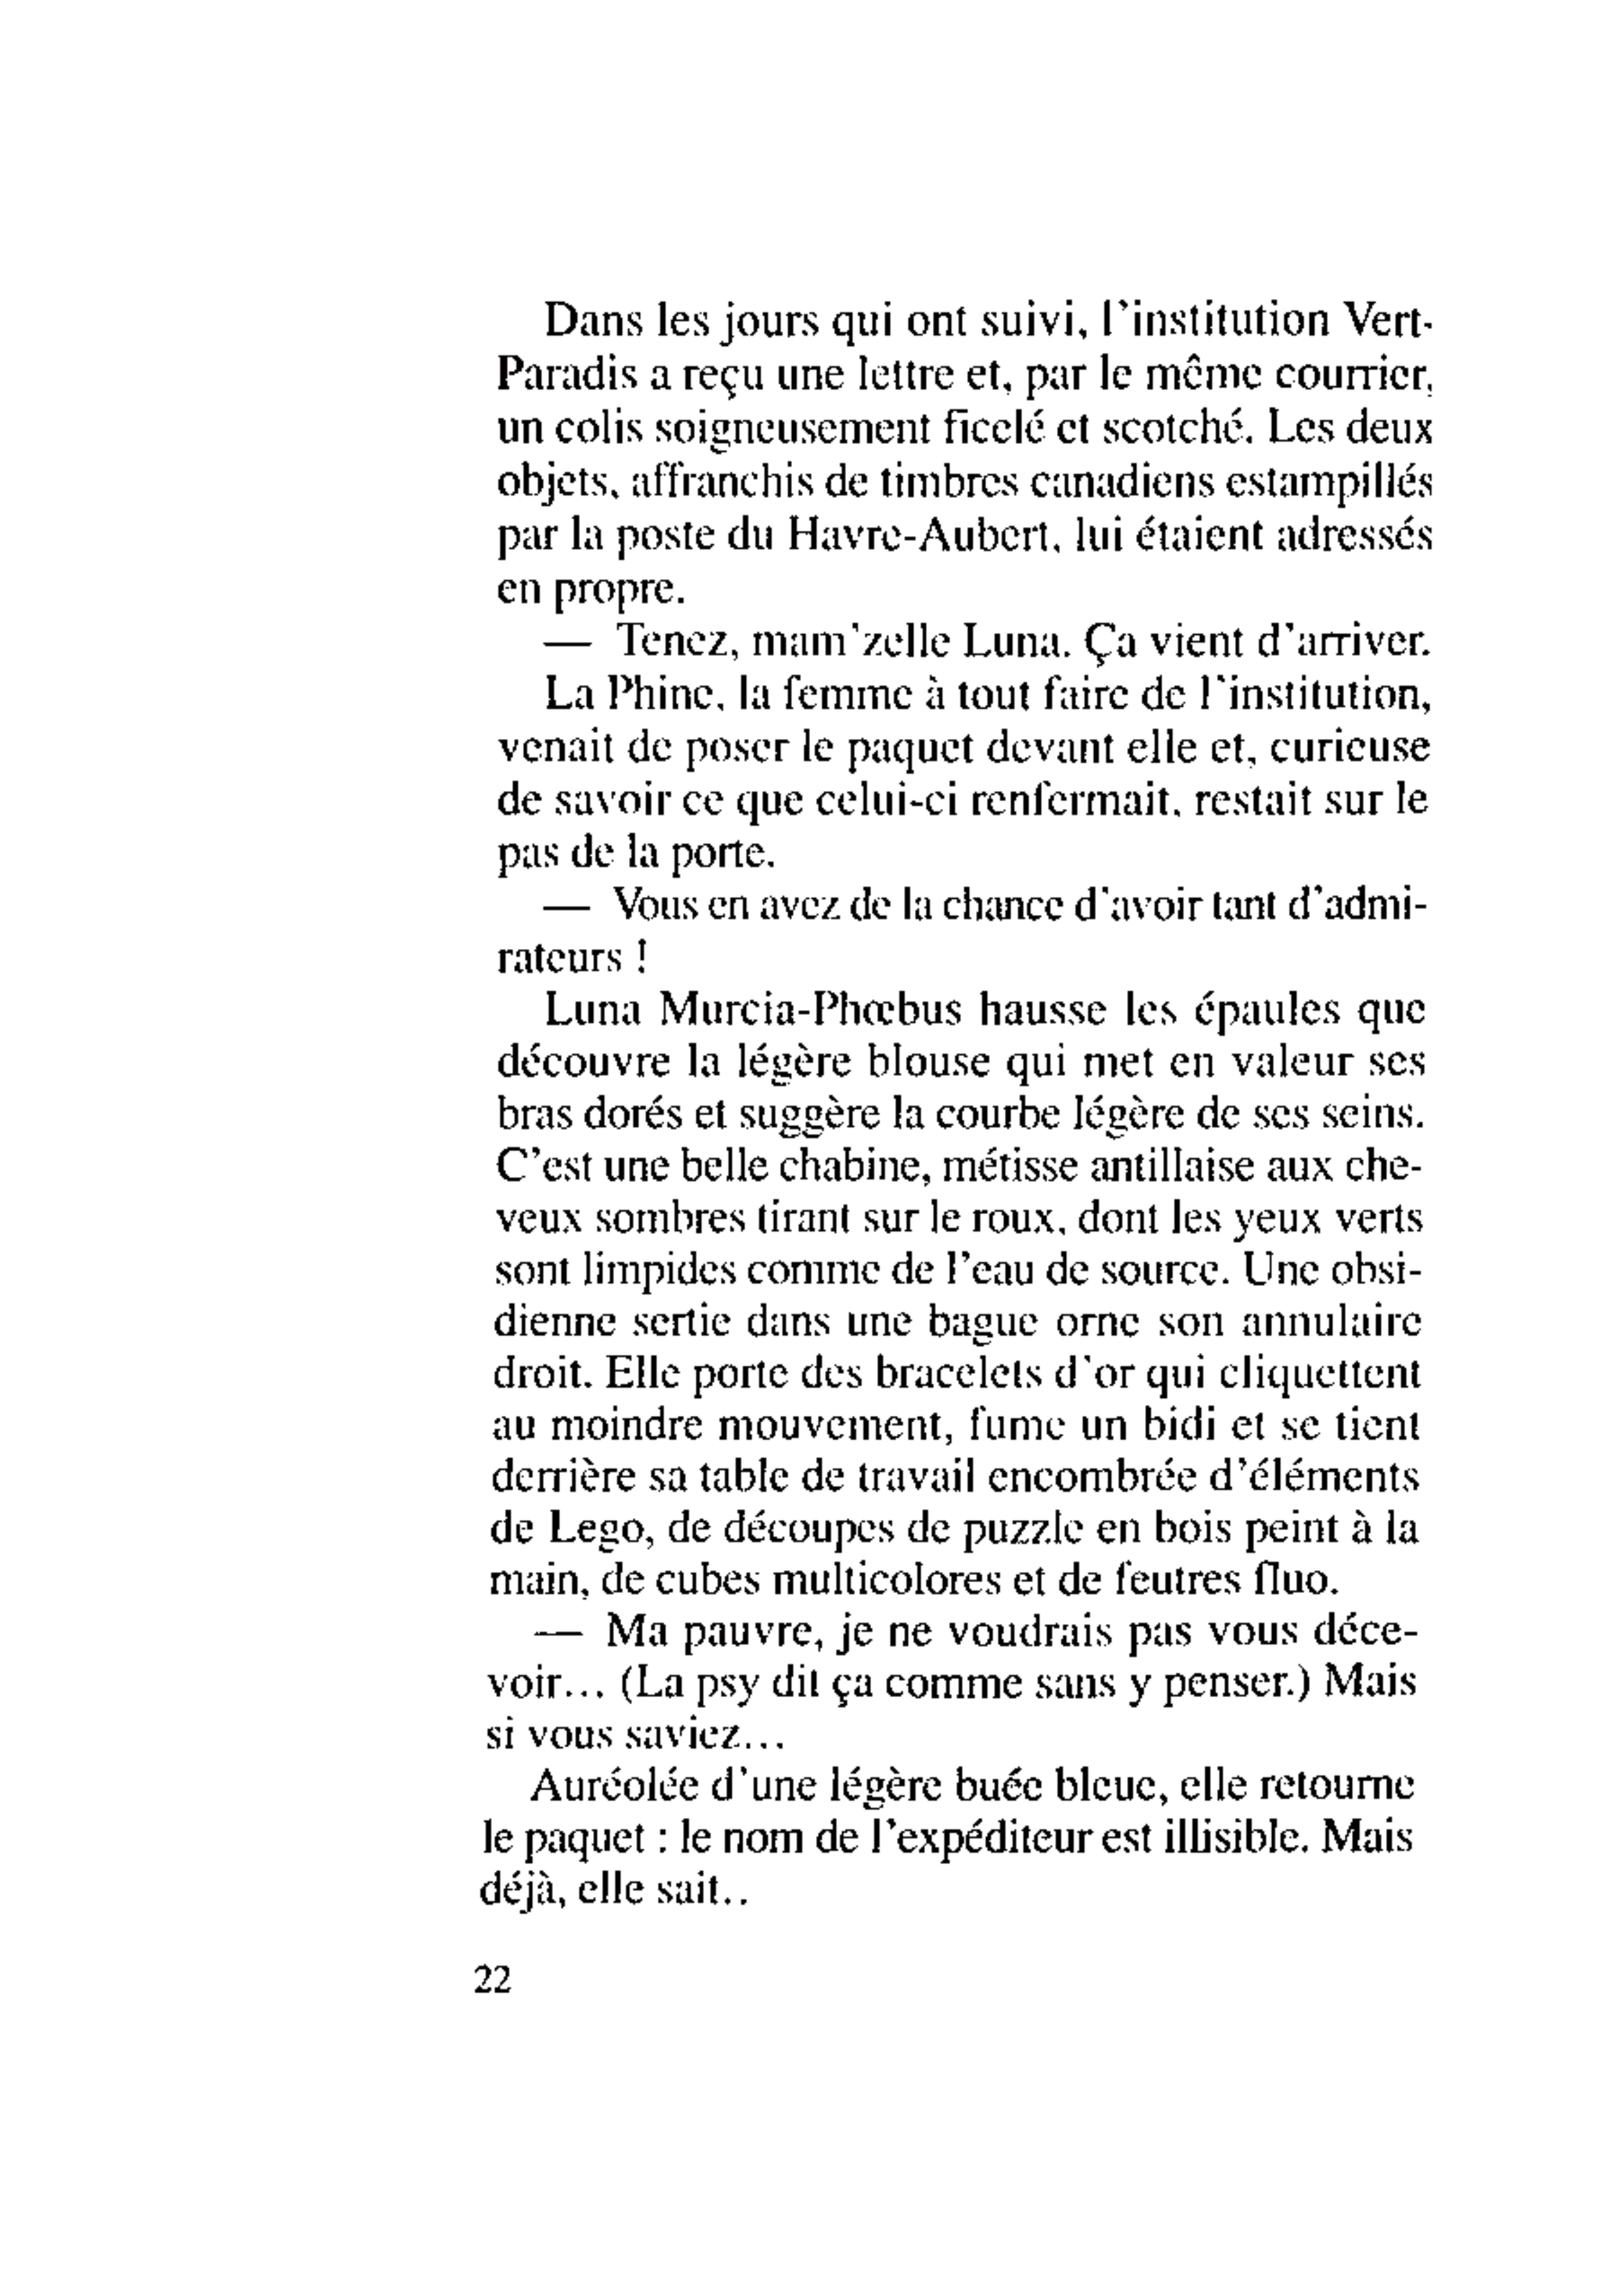 Dans les jours qui ont suivi, l'institution Vert-
Paradis a reçu une lettre et, par le même courrier,
un colis soigneusement ficelé et scotché. Les deux
objets, affranchis de timbres canadiens estampillés
par la poste du Havre-Aubert, lui étaient adressés
en propre.
— Tenez, mam'zelle Luna. Ça vient d'arriver.
La Phine, la femme à tout faire de l'institution,
venait de poser le paquet devant elle et, curieuse
de savoir ce que celui-ci renfermait, restait sur le
pas de la porte.
— Vous en avez de la chance d'avoir tant d'admi-
rateurs !
Luna Murcia-Phœbus hausse les épaules que
découvre la légère blouse qui met en valeur ses
bras dorés et suggère la courbe légère de ses seins.
C'est une belle chabine, métisse antillaise aux che-
veux sombres tirant sur le roux, dont les yeux verts
sont limpides comme de l'eau de source. Une obsi-
dienne sertie dans une bague orne son annulaire
droit. Elle porte des bracelets d'or qui cliquettent
au moindre mouvement, fume un bidi et se tient
derrière sa table de travail encombrée d'éléments
de Lego, de découpes de puzzle en bois peint à la
main, de cubes multicolores et de feutres fluo.
— Ma pauvre, je ne voudrais pas vous déce-
voir... (La psy dit ça comme sans y penser.) Mais
si vous saviez...
Auréolée d'une légère buée bleue, elle retourne
le paquet : le nom de l'expéditeur est illisible. Mais
déjà, elle sait..
22